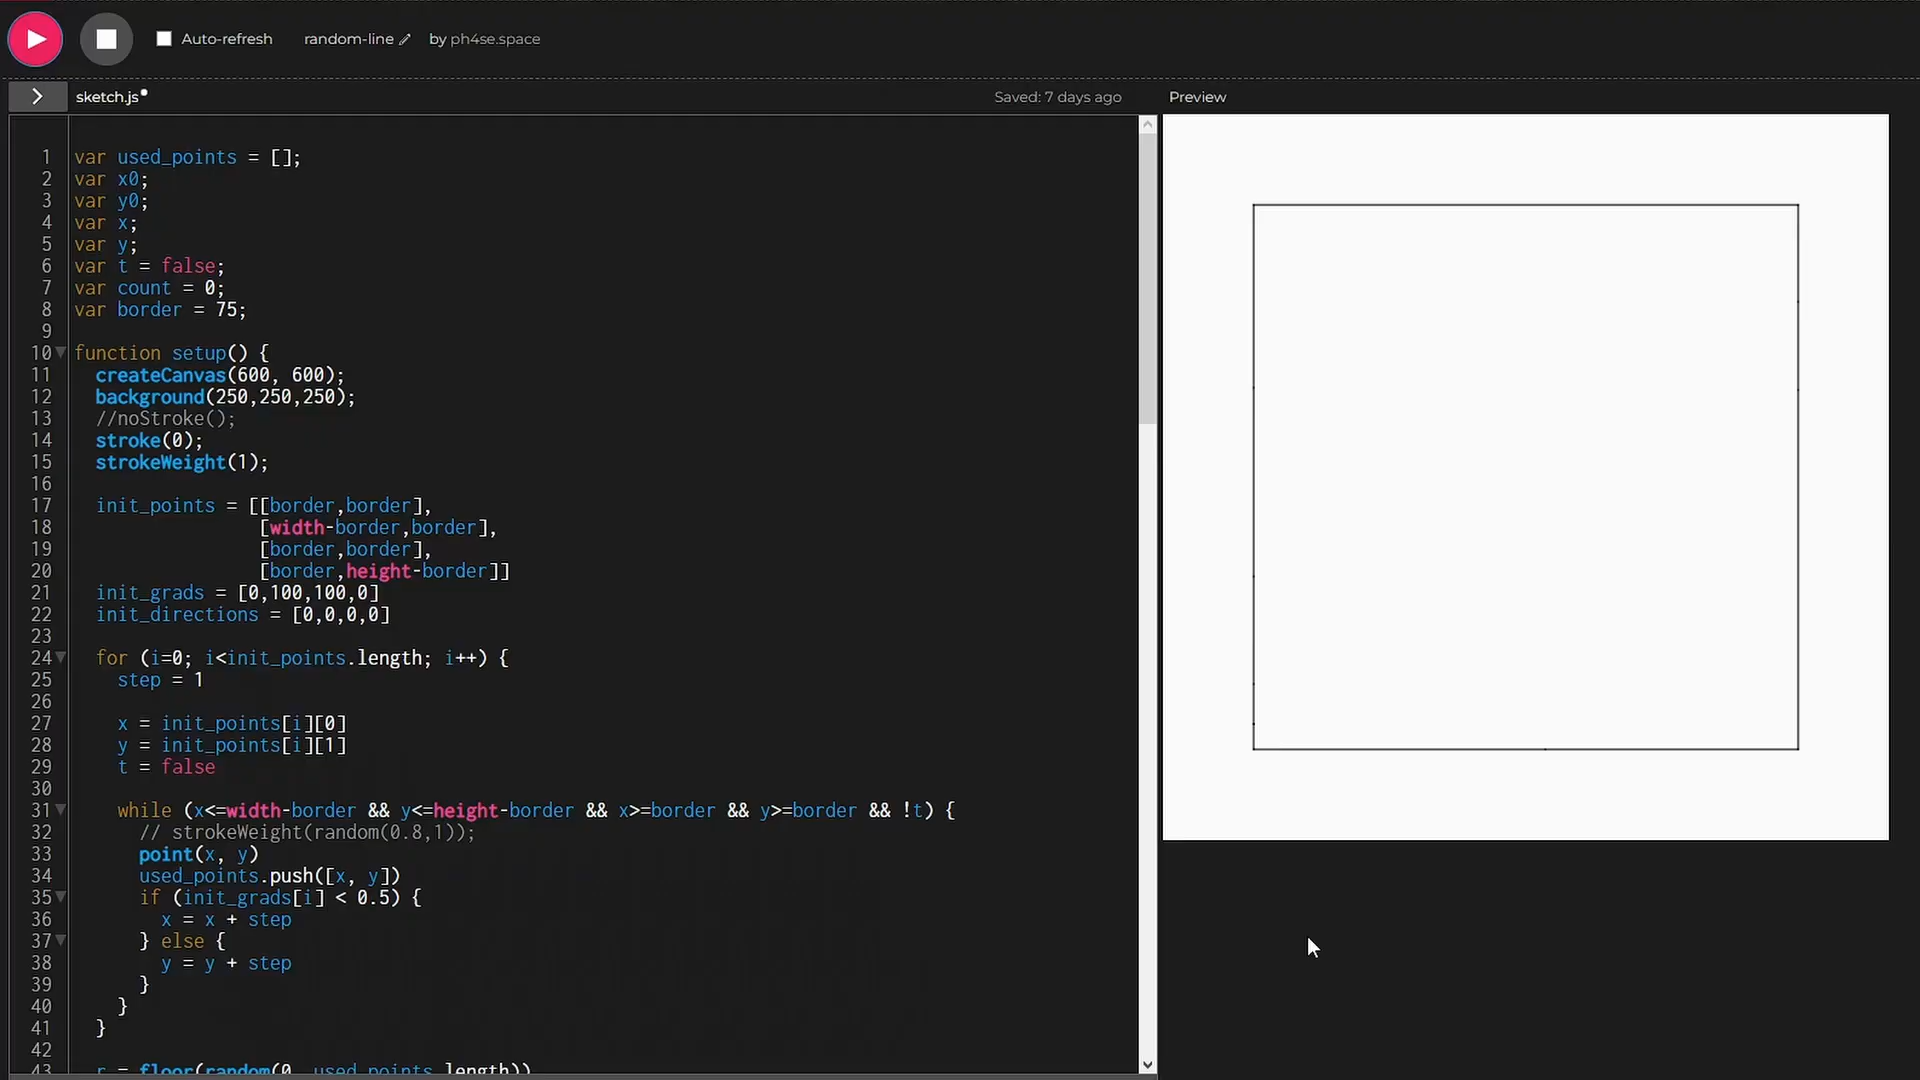 Auto-refresh random-line by ph4se.space
sketch.js Saved: 7 days ago Preview
1 var used_points = [];
2 var x0;
3 var y0;
4 var x;
5 var y;
6 var t = false;
7 var count = 0;
8 var border = 75;
9
10 function setup() {
11   createCanvas(600, 600);
12   background(250,250,250);
13   //noStroke();
14   stroke(0);
15   strokeWeight(1);
16
17   init_points = [[border,border],
18                  [width-border,border],
19                  [border,border],
20                  [border,height-border]]
21   init_grads = [0,100,100,0]
22   init_directions = [0,0,0,0]
23
24   for (i=0; i<init_points.length; i++) {
25     step = 1
26
27     x = init_points[i][0]
28     y = init_points[i][1]
29     t = false
30
31     while (x<=width-border && y<=height-border && x>=border && y>=border && !t) {
32       // strokeWeight(random(0.8,1));
33       point(x, y)
34       used_points.push([x, y])
35       if (init_grads[i] < 0.5) {
36         x = x + step
37       } else {
38         y = y + step
39       }
40     }
41   }
42
43   r = floor(random(0, used_points.length))